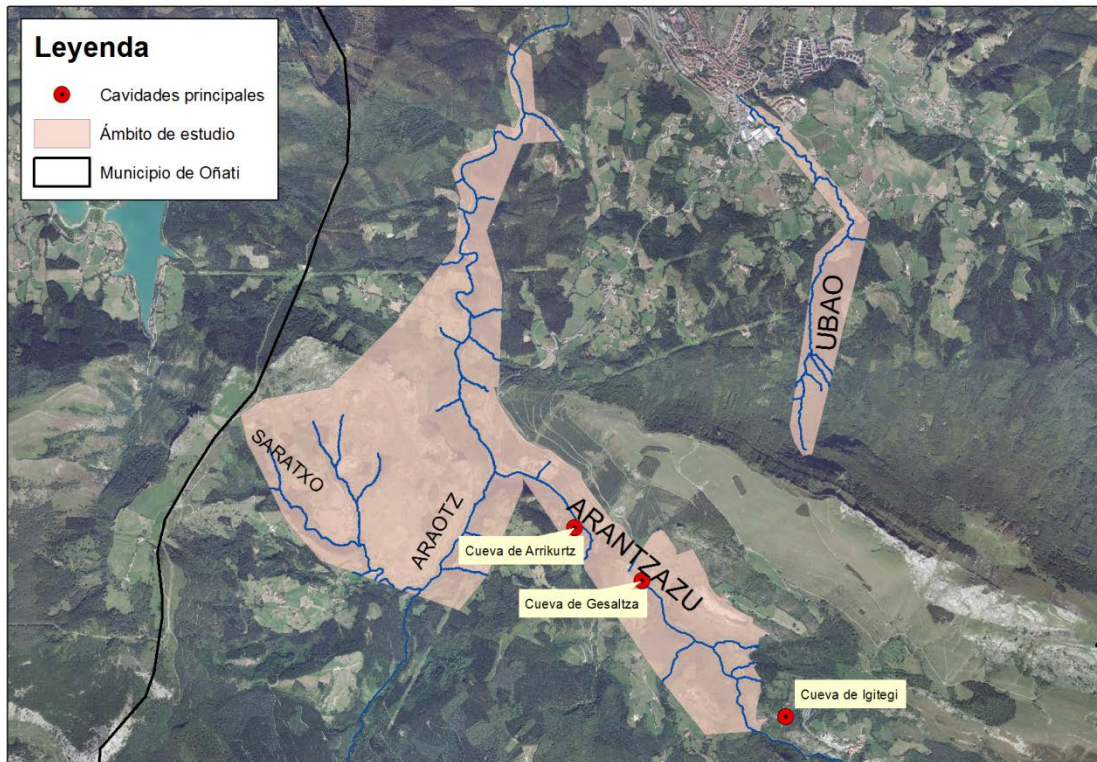 Leyenda
Cavidades principales
Ámbito de estudio
Municipio de Oñati
UBAO
SARATXO
ARAOTZ
ARANTZAZU
Cueva de Arrikurtz
Cueva de Gesaltza
Cueva de Igitegi